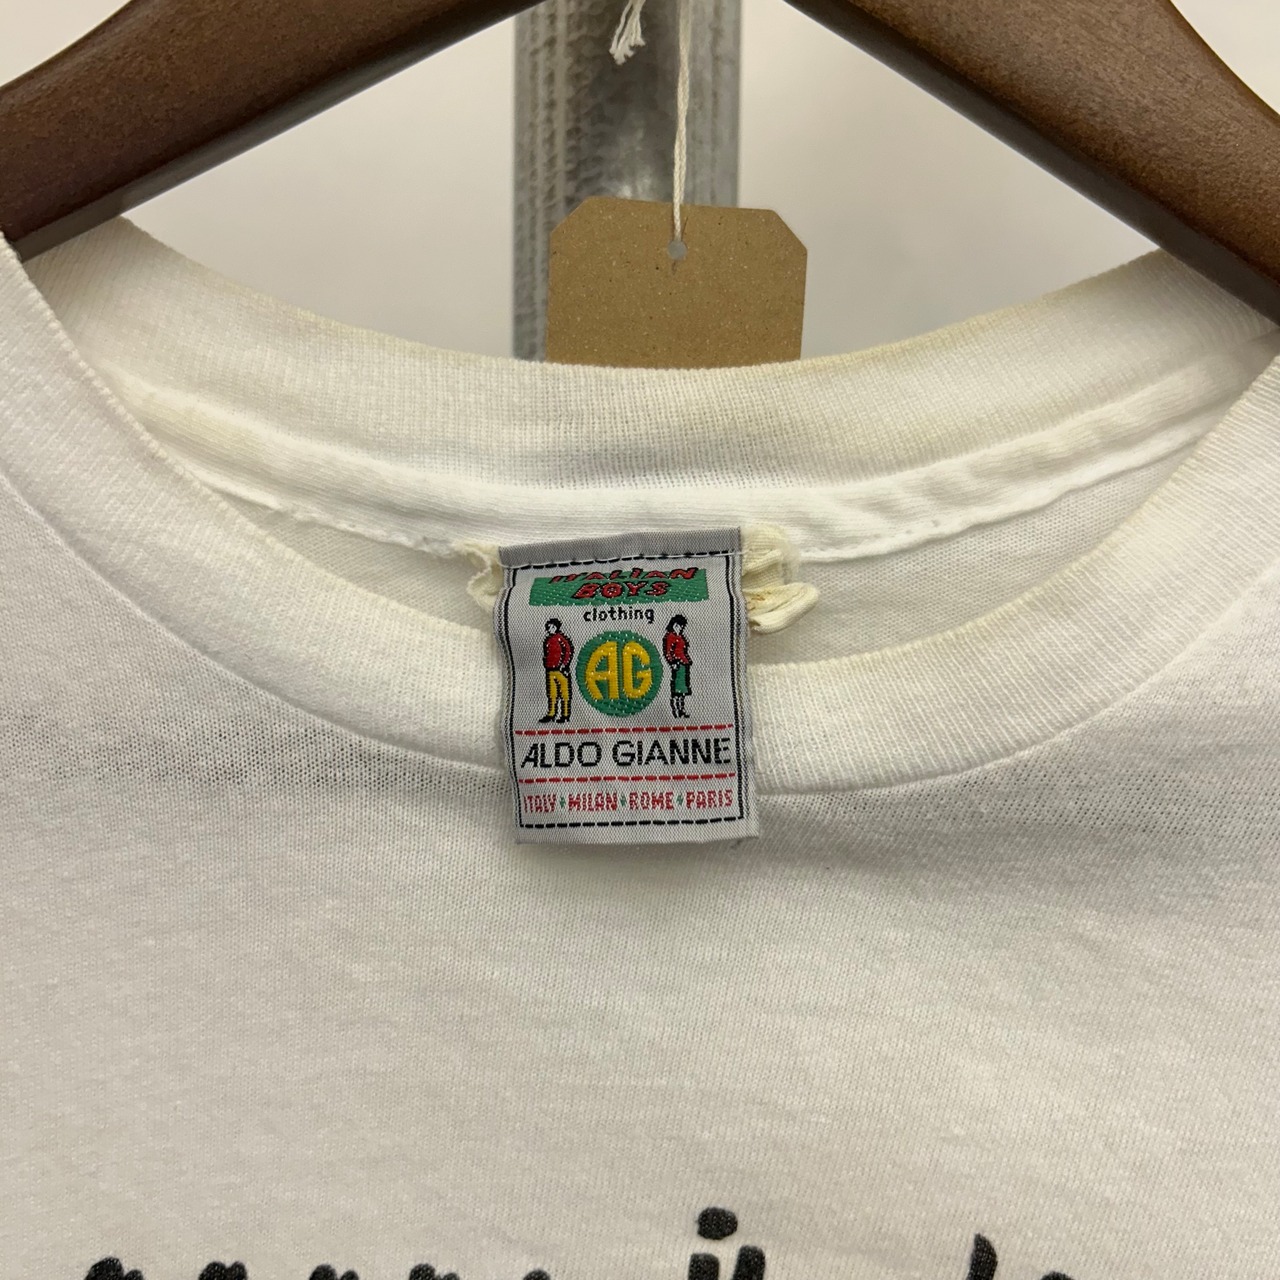 ITALIAN
BOYS
clothing
AG
ALDO GIANNE
ITALY • MILAN • ROME • PARIS